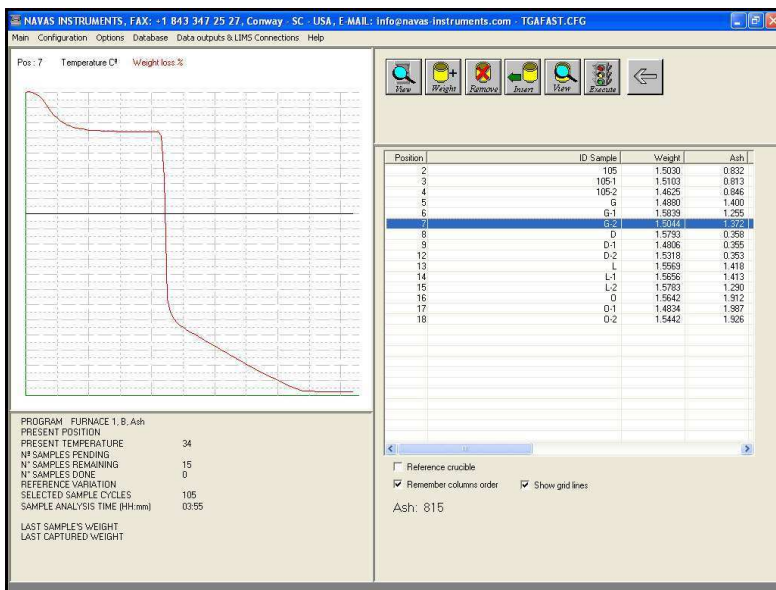 NAVAS INSTRUMENTS, FAX: +1 843 347 25 27, Conway - SC - USA, E-MAIL: info@navas-instruments.com - TGAFAST.CFG
Main Configuration Options Database Data outputs & LIMS Connections Help
Pos : 7 Temperature Cº Weight loss %
View Weight Remove Insert View Execute
Position ID Sample Weight Ash
2 105 1.5030 0.832
3 105-1 1.5103 0.813
4 105-2 1.4625 0.846
5 G 1.4880 1.400
6 G-1 1.5839 1.255
7 G-2 1.5044 1.372
8 D 1.5793 0.358
9 D-1 1.4806 0.355
12 D-2 1.5318 0.353
13 L 1.5569 1.418
14 L-1 1.5656 1.413
15 L-2 1.5783 1.290
16 O 1.5642 1.912
17 O-1 1.4834 1.987
18 O-2 1.5442 1.926
PROGRAM FURNACE 1, B, Ash
PRESENT POSITION
PRESENT TEMPERATURE 34
Nº SAMPLES PENDING
N° SAMPLES REMAINING 15
N° SAMPLES DONE 0
REFERENCE VARIATION
SELECTED SAMPLE CYCLES 105
SAMPLE ANALYSIS TIME (HH:mm) 03:55
LAST SAMPLE'S WEIGHT
LAST CAPTURED WEIGHT
Reference crucible
Remember columns order Show grid lines
Ash: 815